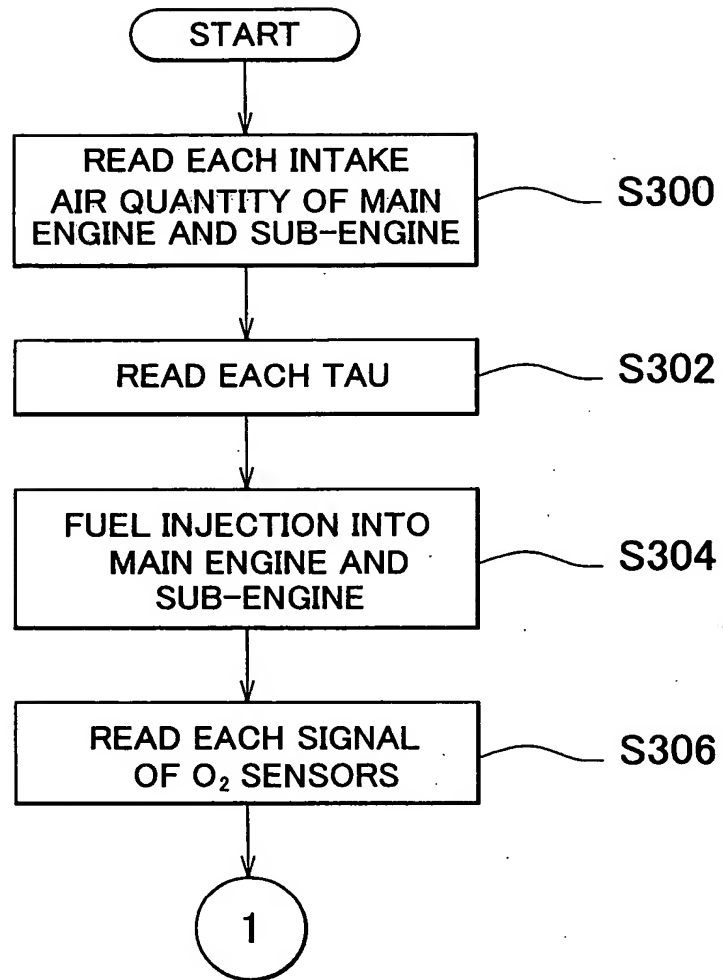 START
READ EACH INTAKE
AIR QUANTITY OF MAIN
ENGINE AND SUB-ENGINE
S300
READ EACH TAU
S302
FUEL INJECTION INTO
MAIN ENGINE AND
SUB-ENGINE
S304
READ EACH SIGNAL
OF O₂ SENSORS
S306
1